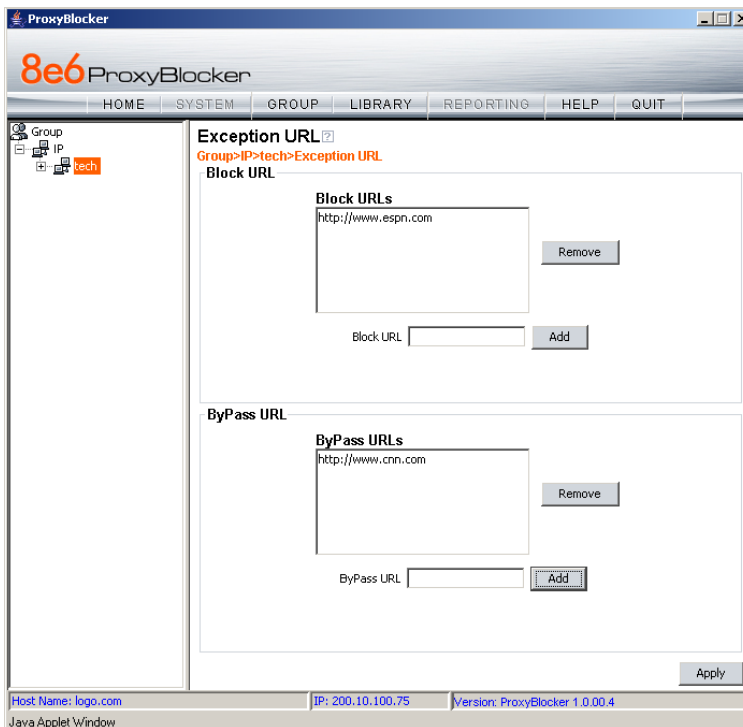 ProxyBlocker
8e6 ProxyBlocker
HOME SYSTEM GROUP LIBRARY REPORTING HELP QUIT
Group
IP
tech
Exception URL ?
Group>IP>tech>Exception URL
Block URL
Block URLs
http://www.espn.com
Remove
Block URL Add
ByPass URL
ByPass URLs
http://www.cnn.com
Remove
ByPass URL Add
Apply
Host Name: logo.com IP: 200.10.100.75 Version: ProxyBlocker 1.0.00.4
Java Applet Window